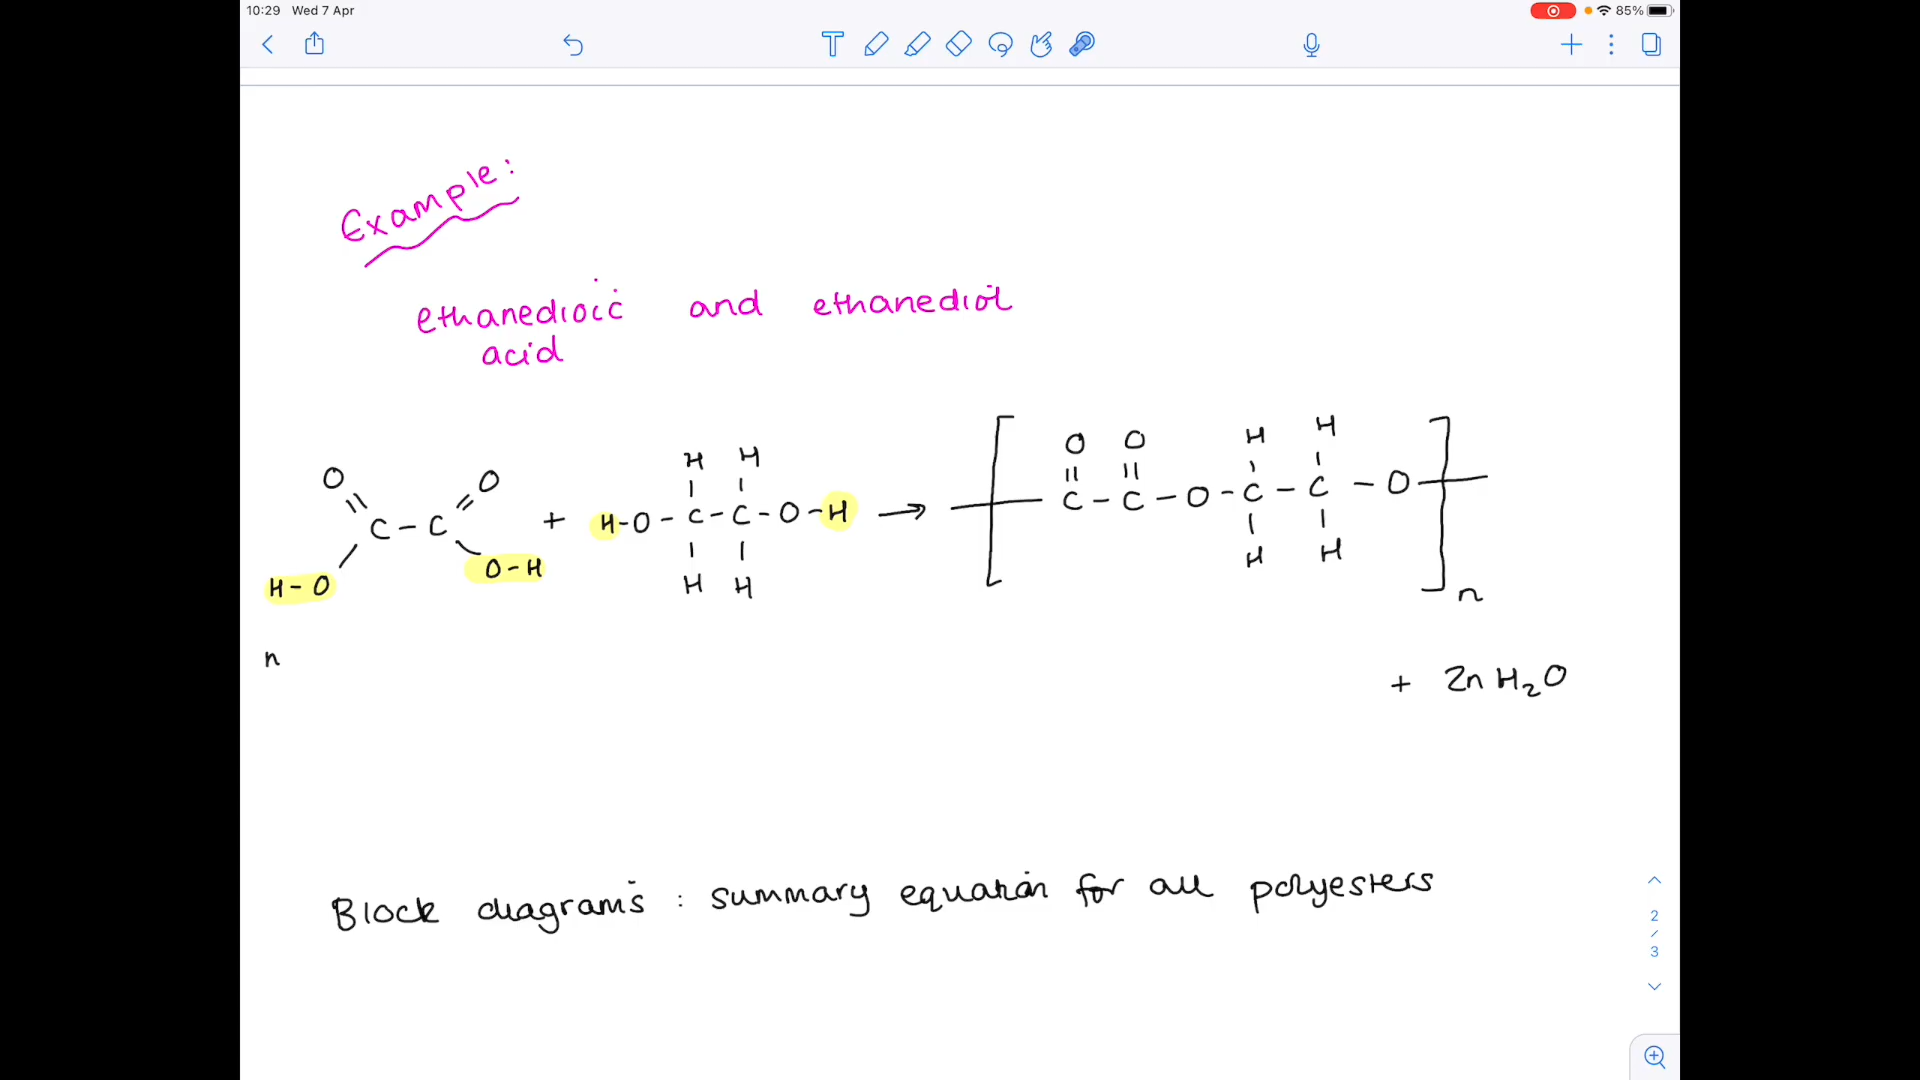 10:29 Wed 7 Apr
85%
Example:
ethanedioic and ethanediol
acid
O O H H O O H H
C - C + H-O - C - C - O - H → [ - C - C - O - C - C - O - ] n
H - O O - H H H H H
n
+ 2n H₂O
Block diagrams : summary equation for all polyesters
2
/
3